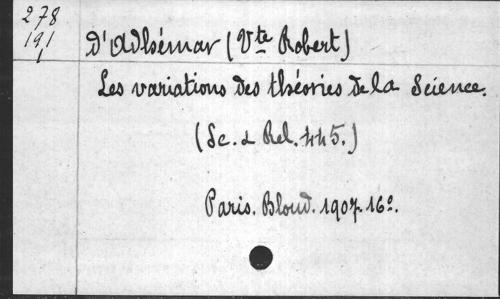 278
191
1
D'Adhémar (Vte Robert)
Les variations des théories de la Science.
(Sc. & Rel. 445.)
Paris. Bloud. 1907. 16º.